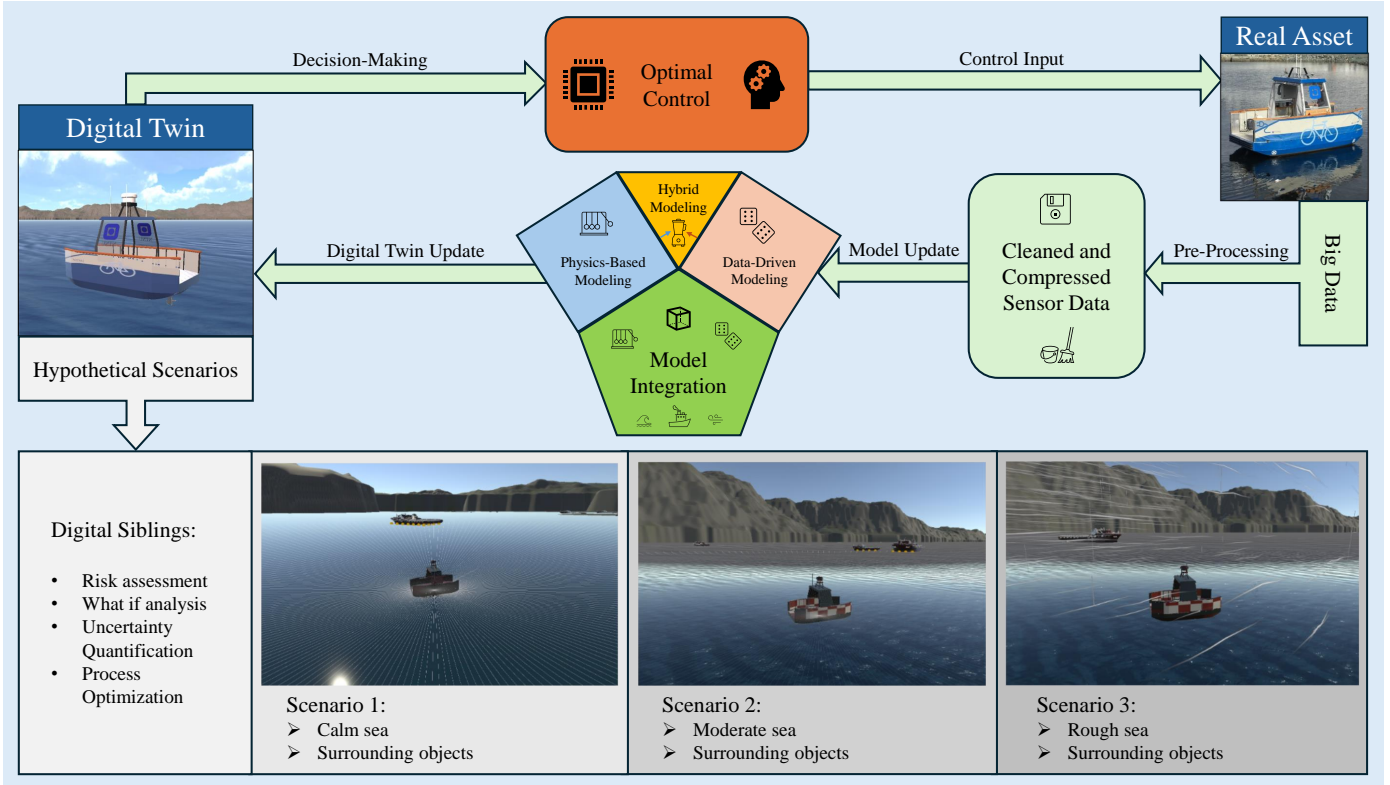 Decision-Making
Optimal
Control
Control Input
Real Asset
Digital Twin
Hybrid
Modeling
Physics-Based
Modeling
Data-Driven
Modeling
Model
Integration
Digital Twin Update
Model Update
Cleaned and
Compressed
Sensor Data
Pre-Processing
Big Data
Hypothetical Scenarios
Digital Siblings:
• Risk assessment
• What if analysis
• Uncertainty
Quantification
• Process
Optimization
Scenario 1:
➢ Calm sea
➢ Surrounding objects
Scenario 2:
➢ Moderate sea
➢ Surrounding objects
Scenario 3:
➢ Rough sea
➢ Surrounding objects